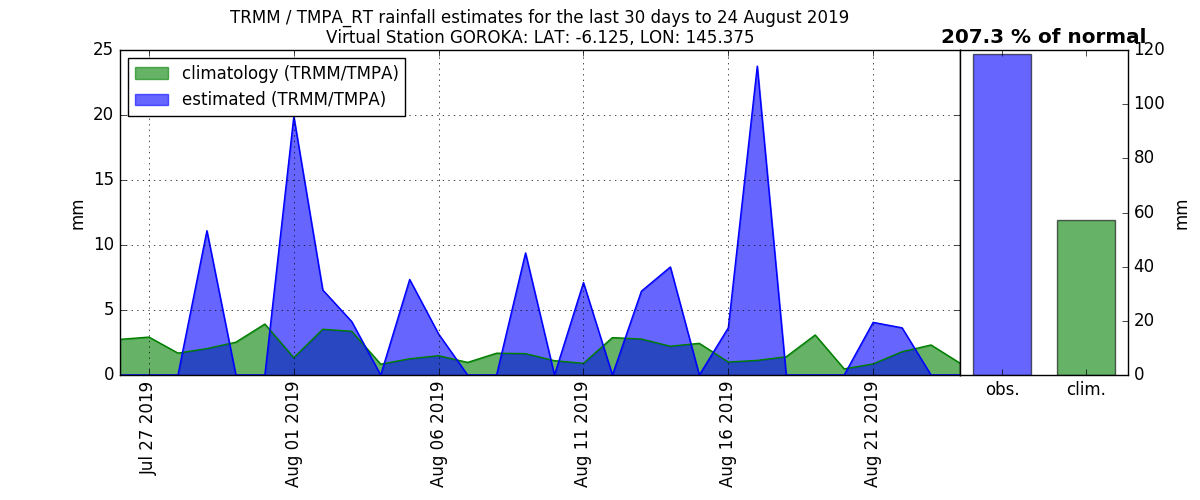 TRMM / TMPA_RT rainfall estimates for the last 30 days to 24 August 2019
Virtual Station GOROKA: LAT: -6.125, LON: 145.375
207.3 % of normal
climatology (TRMM/TMPA)
estimated (TRMM/TMPA)
25
20
15
10
5
0
mm
Jul 27 2019
Aug 01 2019
Aug 06 2019
Aug 11 2019
Aug 16 2019
Aug 21 2019
obs.
clim.
120
100
80
60
40
20
0
mm